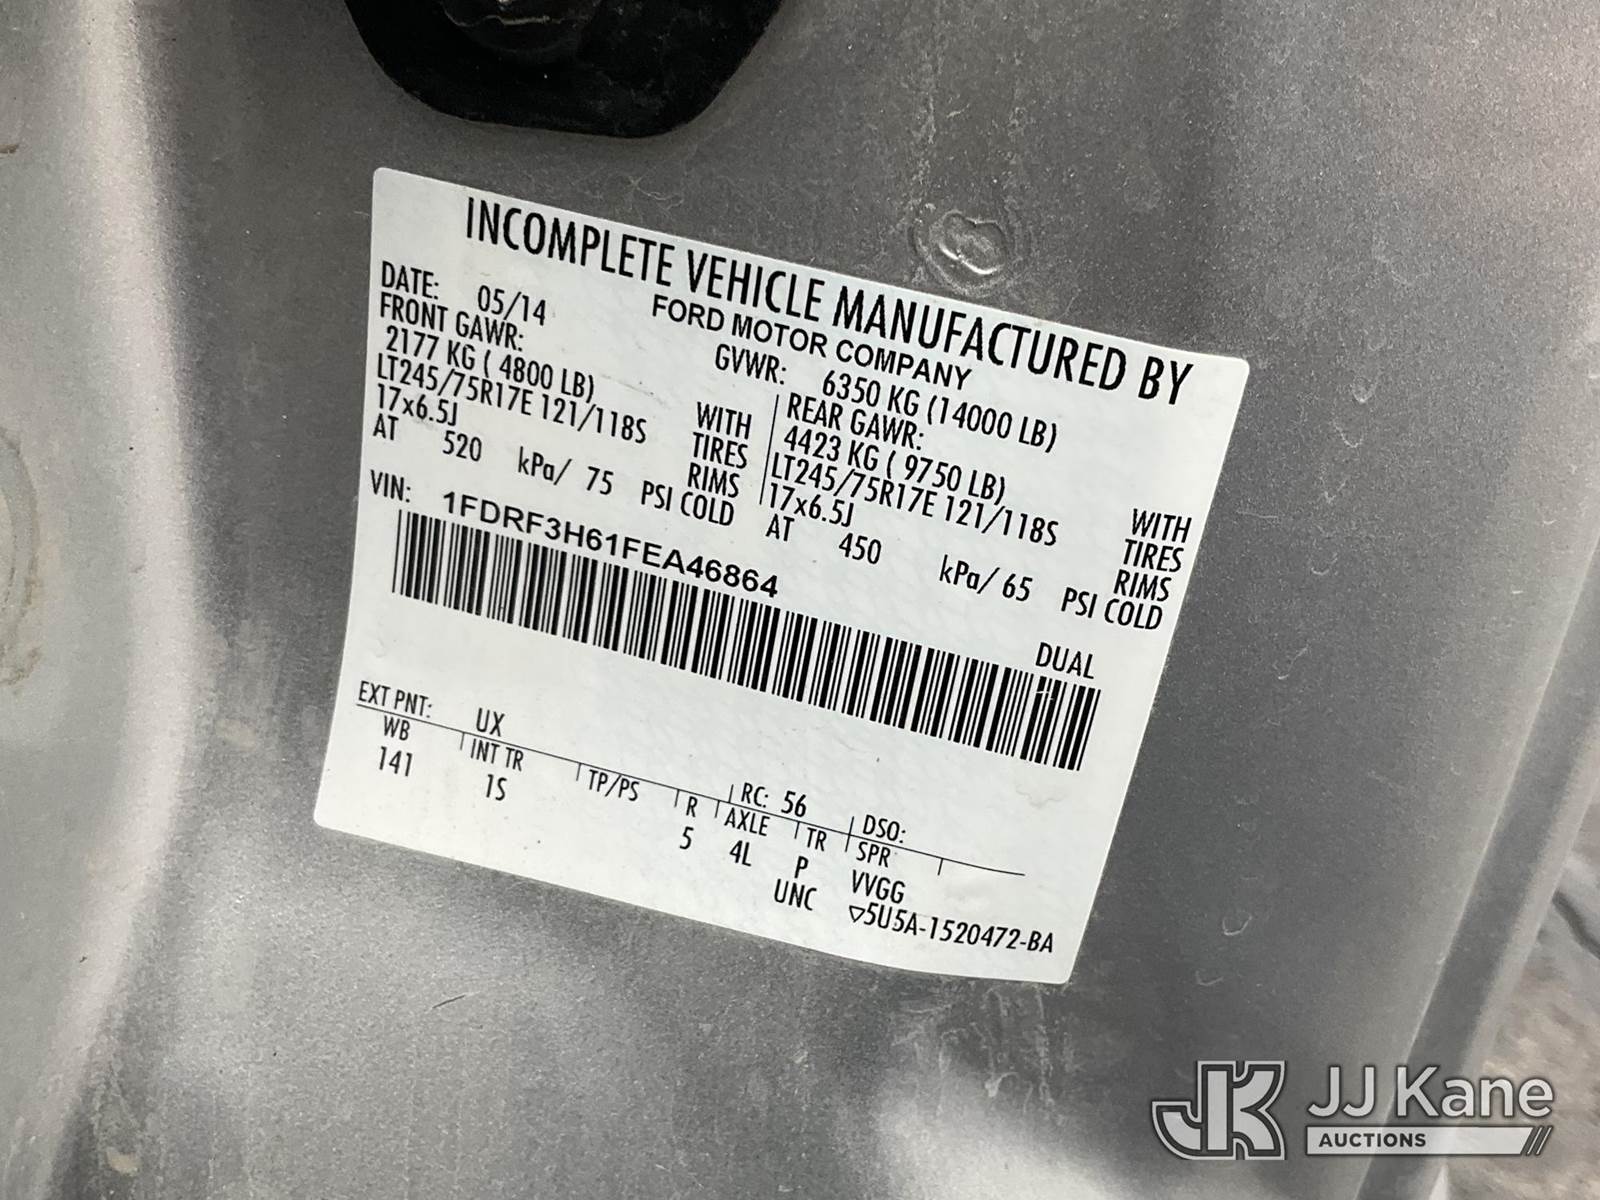 INCOMPLETE VEHICLE MANUFACTURED BY
FORD MOTOR COMPANY
DATE: 05/14 GVWR: 6350 KG (14000 LB)
FRONT GAWR: REAR GAWR:
2177 KG ( 4800 LB) WITH 4423 KG ( 9750 LB) WITH
LT245/75R17E 121/118S TIRES LT245/75R17E 121/118S TIRES
17x6.5J RIMS 17x6.5J RIMS
AT 520 kPa/ 75 PSI COLD AT 450 kPa/ 65 PSI COLD
VIN: 1FDRF3H61FEA46864 DUAL
EXT PNT: UX RC: 56 DSO:
WB INT TR TP/PS R AXLE TR SPR
141 1S 5 4L P VVGG
UNC ▽5U5A-1520472-BA
JK JJ Kane
AUCTIONS